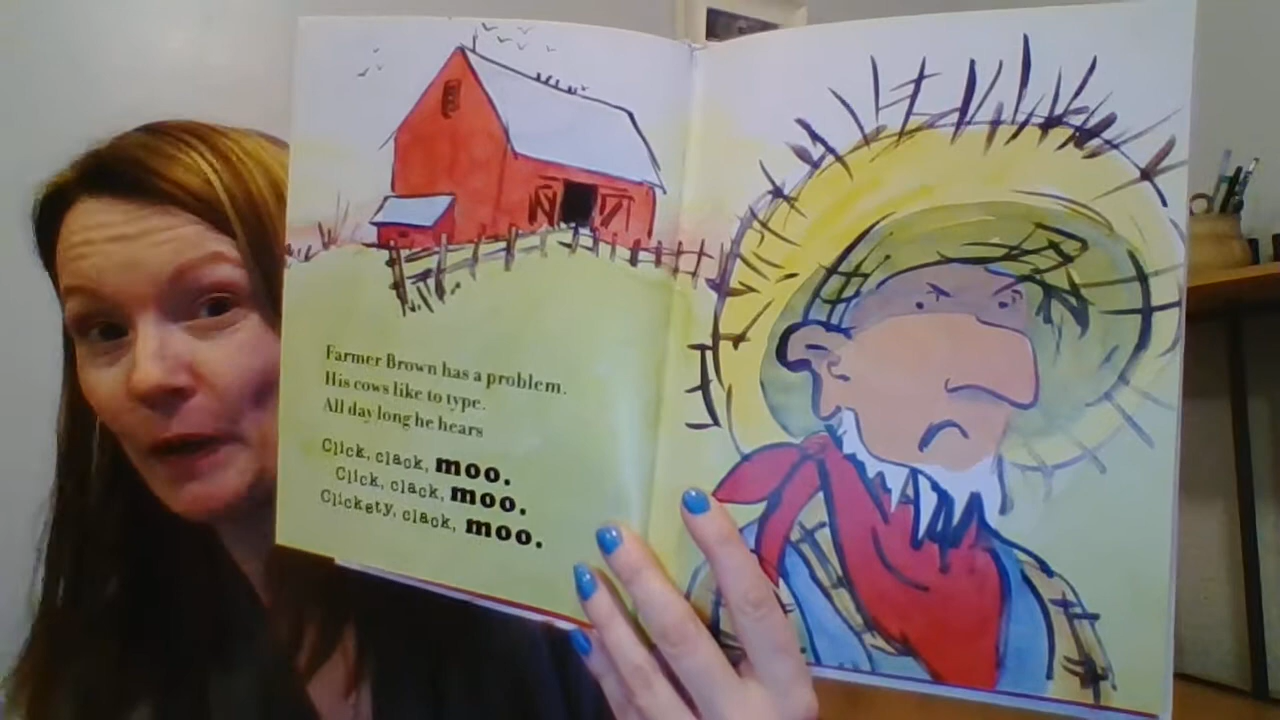 Farmer Brown has a problem.
His cows like to type.
All day long he hears
Click, clack, moo.
Click, clack, moo.
Clickety, clack, moo.